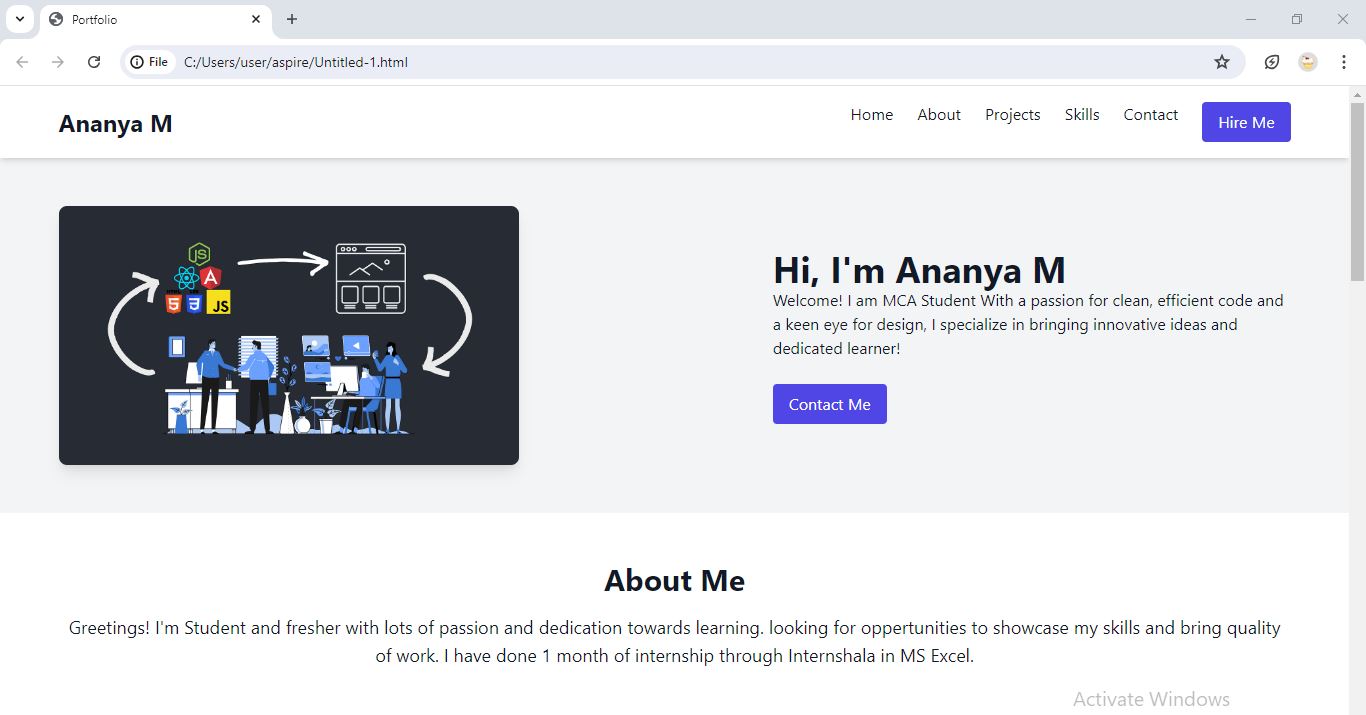 Portfolio
File
C:/Users/user/aspire/Untitled-1.html
Ananya M
Home
About
Projects
Skills
Contact
Hire Me
JS
HTML
CSS
JS
Hi, I'm Ananya M
Welcome! I am MCA Student With a passion for clean, efficient code and
a keen eye for design, I specialize in bringing innovative ideas and
dedicated learner!
Contact Me
About Me
Greetings! I'm Student and fresher with lots of passion and dedication towards learning. looking for oppertunities to showcase my skills and bring quality
of work. I have done 1 month of internship through Internshala in MS Excel.
Activate Windows